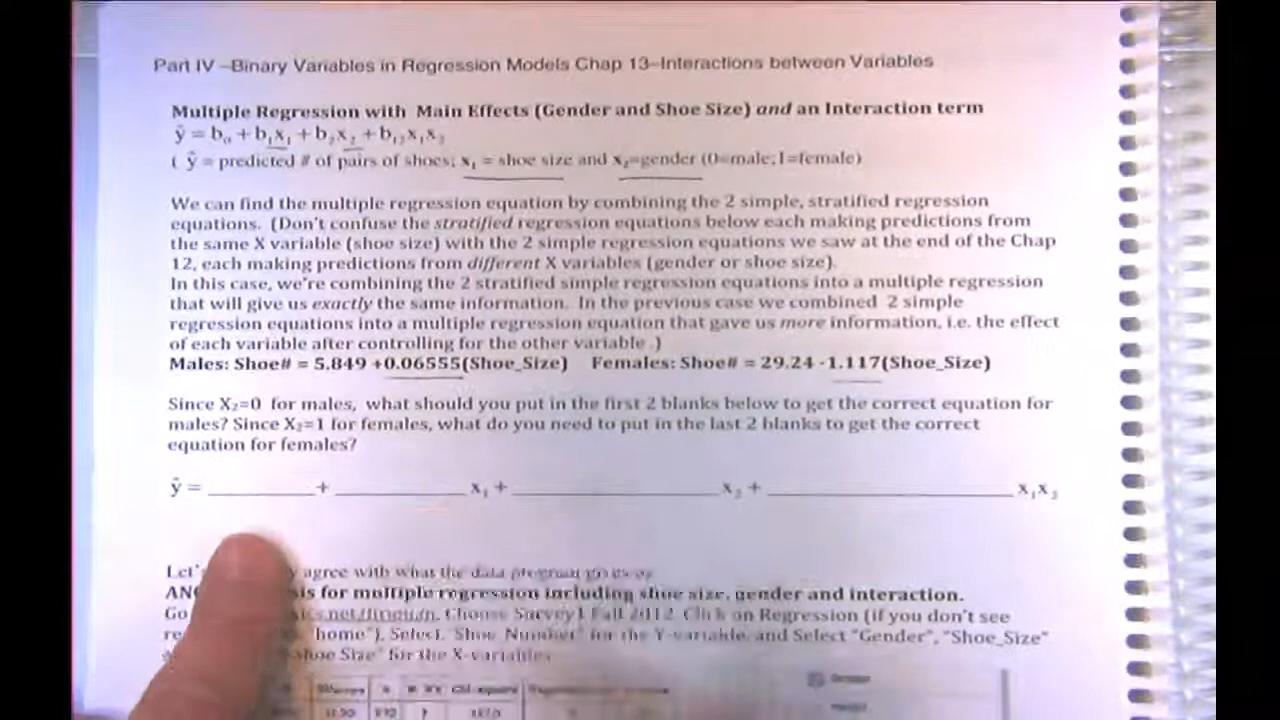 Part IV –Binary Variables in Regression Models Chap 13–Interactions between Variables
Multiple Regression with Main Effects (Gender and Shoe Size) and an Interaction term
ŷ = b₀ + b₁x₁ + b₂x₂ + b₁₂x₁x₂
( ŷ = predicted # of pairs of shoes; x₁ = shoe size and x₂=gender (0=male; 1=female)
We can find the multiple regression equation by combining the 2 simple, stratified regression
equations. (Don't confuse the stratified regression equations below each making predictions from
the same X variable (shoe size) with the 2 simple regression equations we saw at the end of the Chap
12, each making predictions from different X variables (gender or shoe size).
In this case, we're combining the 2 stratified simple regression equations into a multiple regression
that will give us exactly the same information. In the previous case we combined 2 simple
regression equations into a multiple regression equation that gave us more information, i.e. the effect
of each variable after controlling for the other variable .)
Males: Shoe# = 5.849 +0.06555(Shoe_Size) Females: Shoe# = 29.24 -1.117(Shoe_Size)
Since X₂=0 for males, what should you put in the first 2 blanks below to get the correct equation for
males? Since X₂=1 for females, what do you need to put in the last 2 blanks to get the correct
equation for females?
ŷ = ____________ + ______________ x₁ + ______________________ x₂ + __________________________ x₁x₂
Let' agree with what the data program gives us
for multiple regression including shoe size, gender and interaction.
Go Choose Survey1 Fall 2012 Click on Regression (if you don't see
"home"). Select "Shoe Number" for the Y-variable, and Select "Gender", "Shoe_Size"
Size" for the X-variables